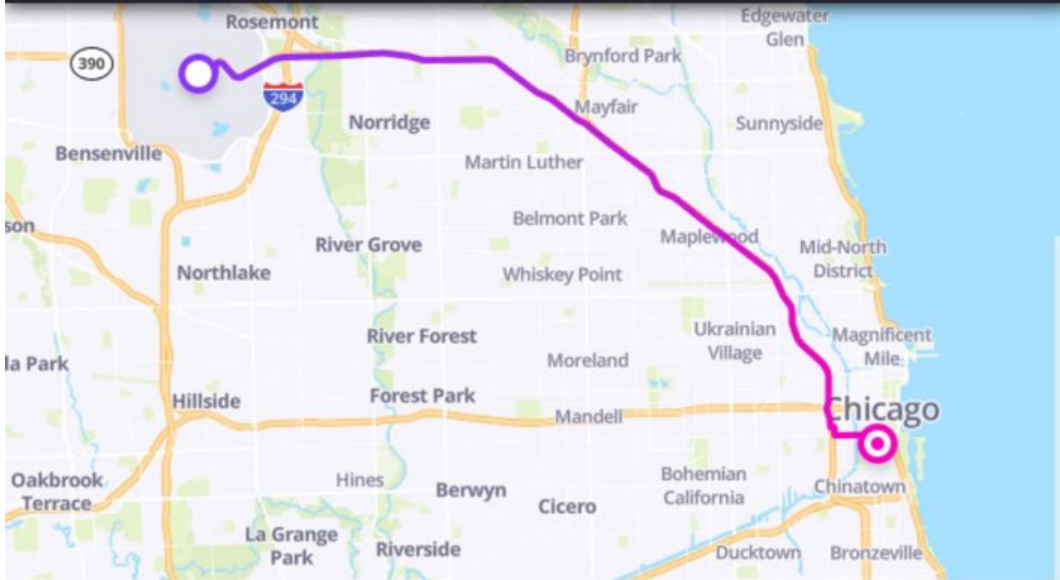 Edgewater
Glen
Rosemont
390
Brynford Park
294
Mayfair
Norridge
Sunnyside
Bensenville
Martin Luther
son
Belmont Park
River Grove
Maplewood
Mid-North
District
Northlake
Whiskey Point
River Forest
Ukrainian
Village
Magnificent
Mile
la Park
Moreland
Hillside
Forest Park
Mandell
Chicago
Oakbrook
Terrace
Hines
Berwyn
Bohemian
California
Chinatown
Cicero
La Grange
Park
Riverside
Ducktown
Bronzeville